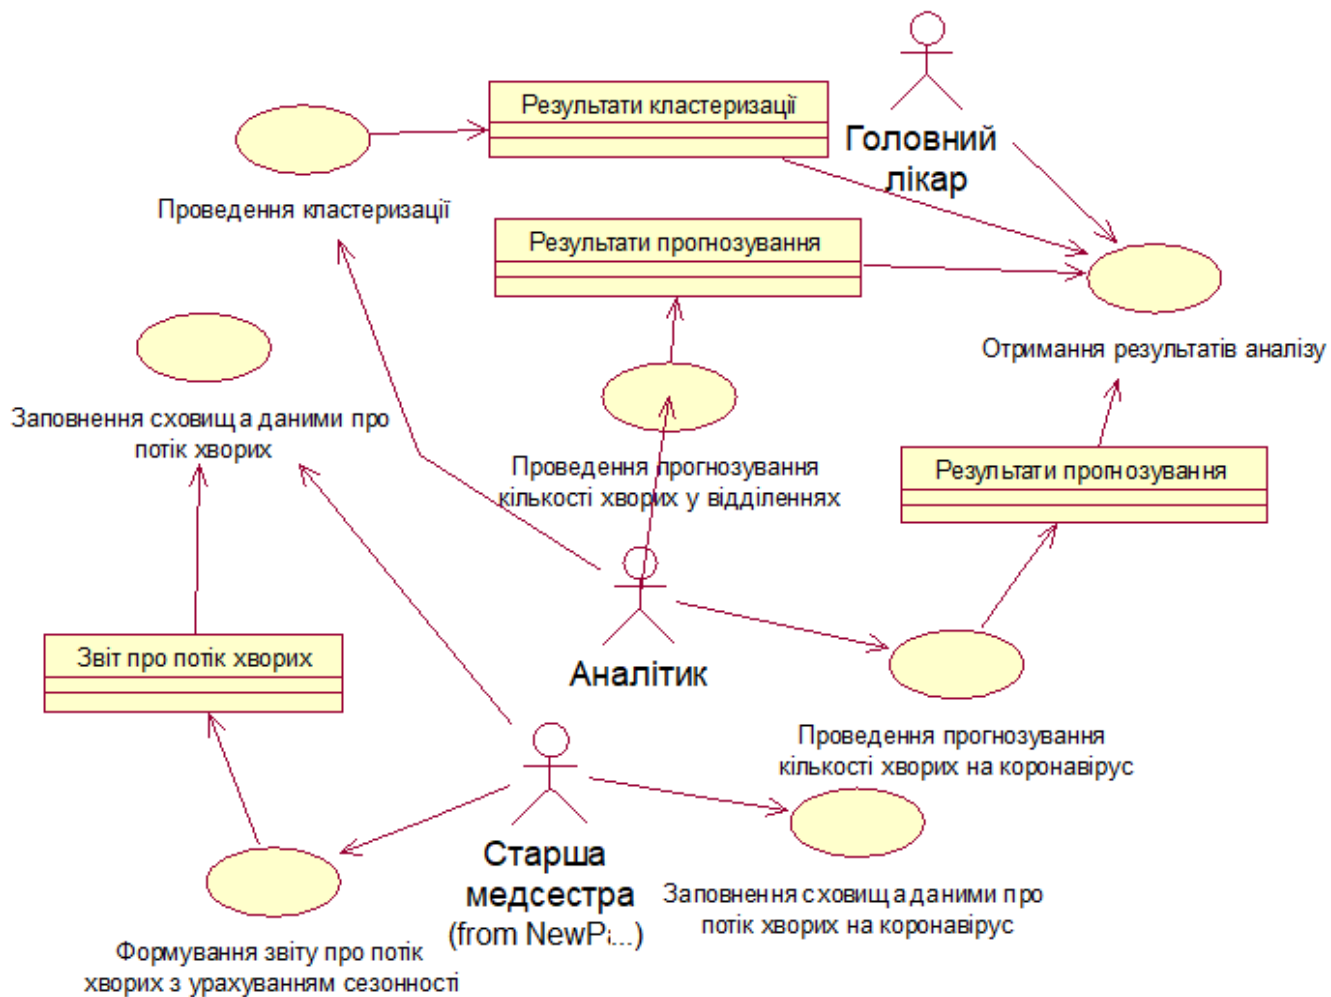 Результати кластеризації
Головний
лікар
Проведення кластеризації
Результати прогнозування
Отримання результатів аналізу
Заповнення сховища даними про
потік хворих
Проведення прогнозування
кількості хворих у відділеннях
Результати прогнозування
Звіт про потік хворих
Аналітик
Проведення прогнозування
кількості хворих на коронавірус
Старша
медсестра
(from NewPa...)
Заповнення сховища даними про
потік хворих на коронавірус
Формування звіту про потік
хворих з урахуванням сезонності